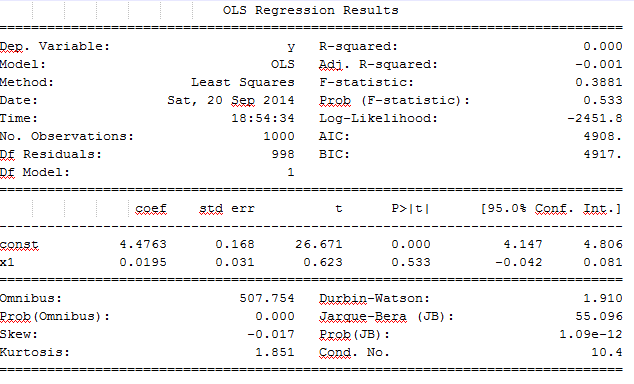 OLS Regression Results
Dep. Variable: y R-squared: 0.000
Model: OLS Adj. R-squared: -0.001
Method: Least Squares F-statistic: 0.3881
Date: Sat, 20 Sep 2014 Prob (F-statistic): 0.533
Time: 18:54:34 Log-Likelihood: -2451.8
No. Observations: 1000 AIC: 4908.
Df Residuals: 998 BIC: 4917.
Df Model: 1
coef std err t P>|t| [95.0% Conf. Int.]
const 4.4763 0.168 26.671 0.000 4.147 4.806
x1 0.0195 0.031 0.623 0.533 -0.042 0.081
Omnibus: 507.754 Durbin-Watson: 1.910
Prob(Omnibus): 0.000 Jarque-Bera (JB): 55.096
Skew: -0.017 Prob(JB): 1.09e-12
Kurtosis: 1.851 Cond. No. 10.4